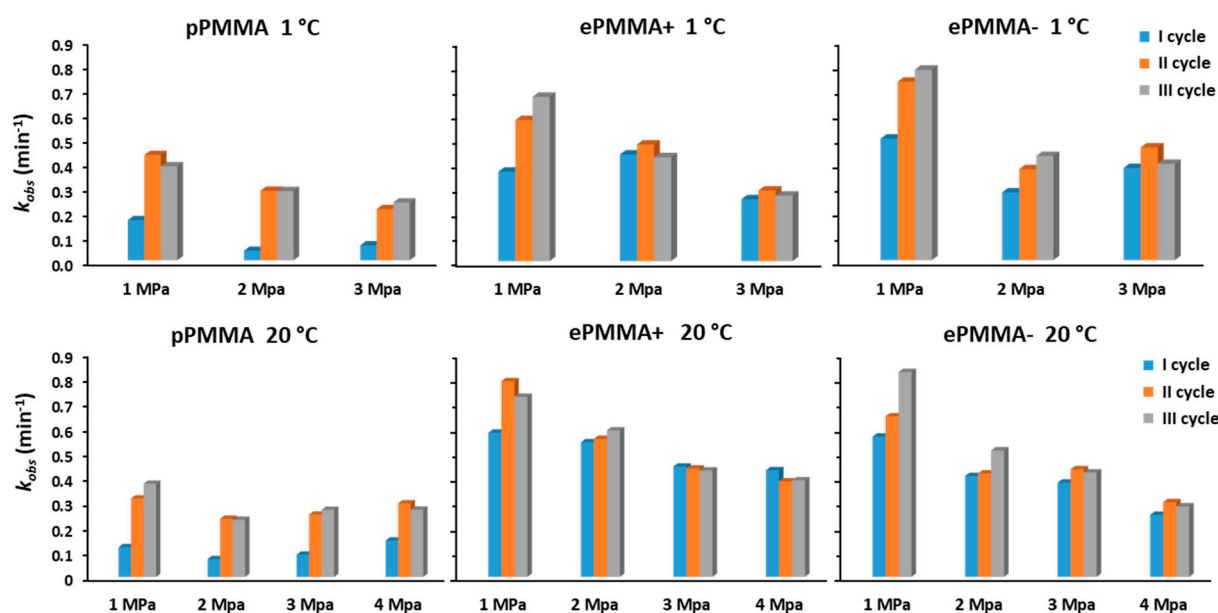 pPMMA 1 °C
ePMMA+ 1 °C
ePMMA- 1 °C
I cycle
II cycle
III cycle
kobs (min⁻¹)
0.9
0.8
0.7
0.6
0.5
0.4
0.3
0.2
0.1
0.0
1 MPa 2 Mpa 3 Mpa
1 MPa 2 Mpa 3 Mpa
1 MPa 2 Mpa 3 Mpa
pPMMA 20 °C
ePMMA+ 20 °C
ePMMA- 20 °C
I cycle
II cycle
III cycle
kobs (min⁻¹)
0.9
0.8
0.7
0.6
0.5
0.4
0.3
0.2
0.1
0
1 MPa 2 Mpa 3 Mpa 4 Mpa
1 MPa 2 Mpa 3 Mpa 4 Mpa
1 MPa 2 Mpa 3 Mpa 4 Mpa